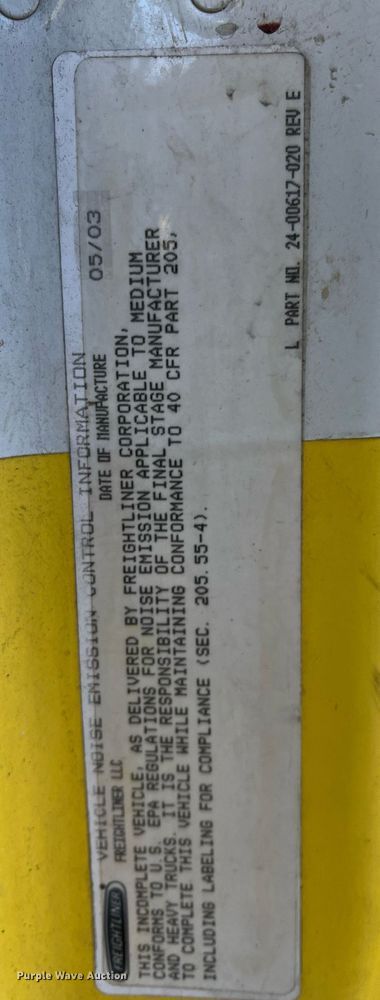 VEHICLE NOISE EMISSION CONTROL INFORMATION
FREIGHTLINER
FREIGHTLINER LLC
DATE OF MANUFACTURE 05/03
THIS INCOMPLETE VEHICLE, AS DELIVERED BY FREIGHTLINER CORPORATION,
CONFORMS TO U.S. EPA REGULATIONS FOR NOISE EMISSION APPLICABLE TO MEDIUM
AND HEAVY TRUCKS. IT IS THE RESPONSIBILITY OF THE FINAL STAGE MANUFACTURER
TO COMPLETE THIS VEHICLE WHILE MAINTAINING CONFORMANCE TO 40 CFR PART 205,
INCLUDING LABELING FOR COMPLIANCE (SEC. 205.55-4).
L PART NO. 24-00617-020 REV E
Purple Wave Auction